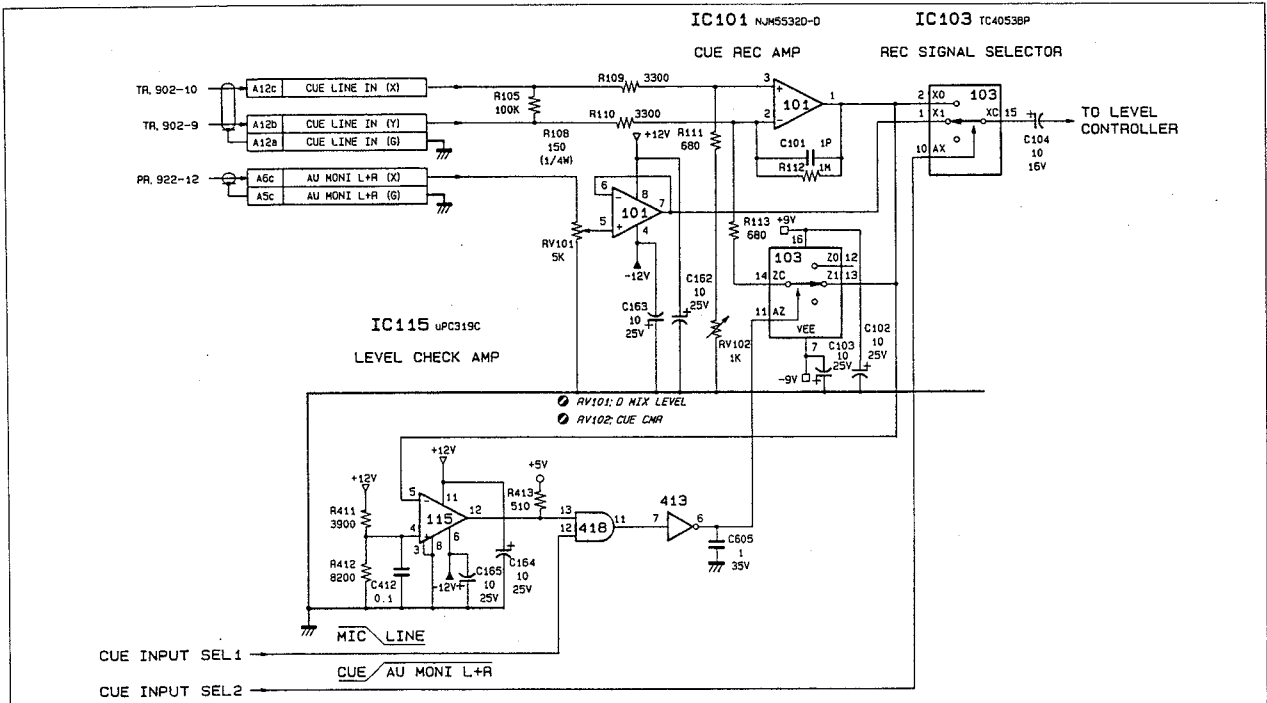 IC101 NJM5532D-D
CUE REC AMP
IC103 TC4053BP
REC SIGNAL SELECTOR
TR, 902-10
A12c CUE LINE IN (X)
TR, 902-9
A12b CUE LINE IN (Y)
A12a CUE LINE IN (G)
PR, 922-12
A6c AU MONI L+R (X)
A5c AU MONI L+R (G)
R105
100K
R109 3300
R110 3300
R108
150
(1/4W)
+12V
R111
680
3
+
2
-
101
1
C101 1P
R112 1M
2 X0
1 X1
10 AX
103
XC 15
+
C104
10
16V
TO LEVEL
CONTROLLER
6
-
5
+
101
8
7
4
-12V
RV101
5K
C163
10
25V
+
C162
10
25V
+
RV102
1K
R113
680
+9V
16
103
Z0 12
Z1 13
14 ZC
11 AZ
VEE
7
-9V
C103
10
25V
+
C102
10
25V
+
IC115 uPC319C
LEVEL CHECK AMP
RV101; D MIX LEVEL
RV102; CUE CMR
+12V
R411
3900
R412
8200
C412
0.1
+12V
5
-
4
+
3
115
11
12
6
8
-12V
+
C165
10
25V
+
C164
10
25V
+5V
R413
510
13
12
418
11
7
413
6
C605
1
35V
MIC LINE
CUE INPUT SEL1
CUE AU MONI L+R
CUE INPUT SEL2